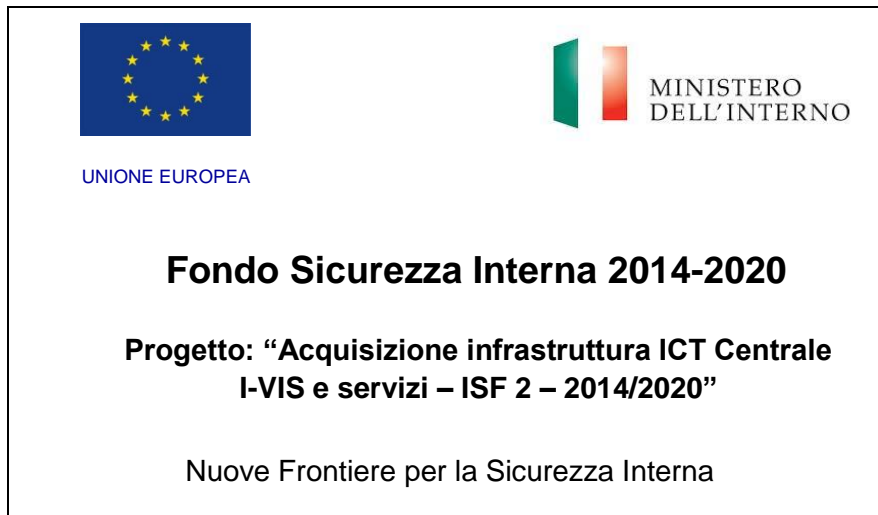 MINISTERO
DELL'INTERNO
UNIONE EUROPEA
Fondo Sicurezza Interna 2014-2020
Progetto: “Acquisizione infrastruttura ICT Centrale
I-VIS e servizi – ISF 2 – 2014/2020”
Nuove Frontiere per la Sicurezza Interna